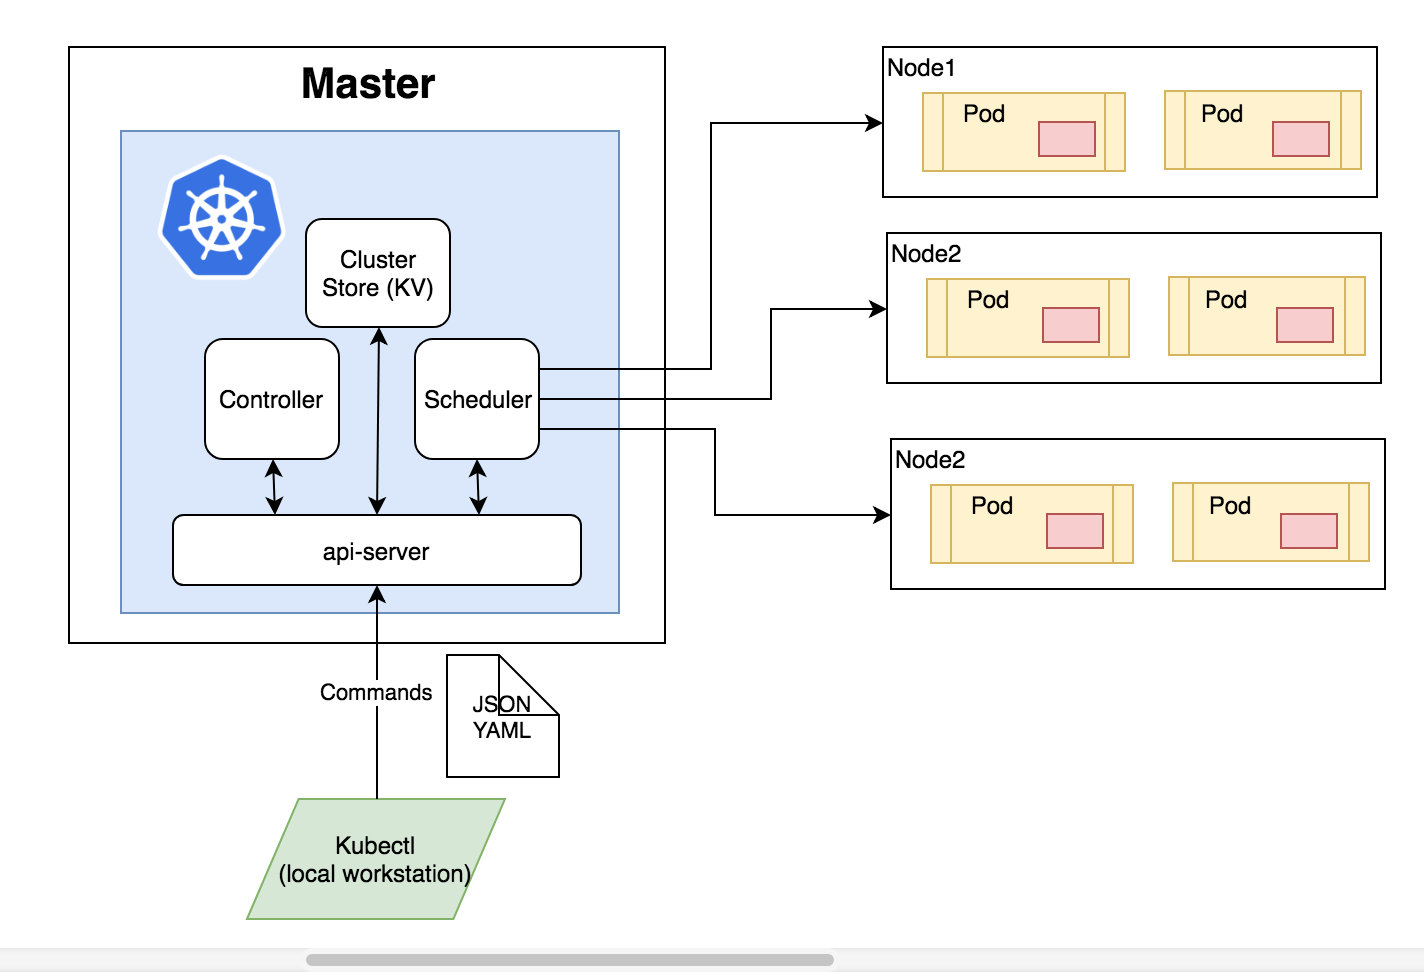 Master
Cluster
Store (KV)
Controller
Scheduler
api-server
Commands
JSON
YAML
Kubectl
(local workstation)
Node1
Pod
Pod
Node2
Pod
Pod
Node2
Pod
Pod